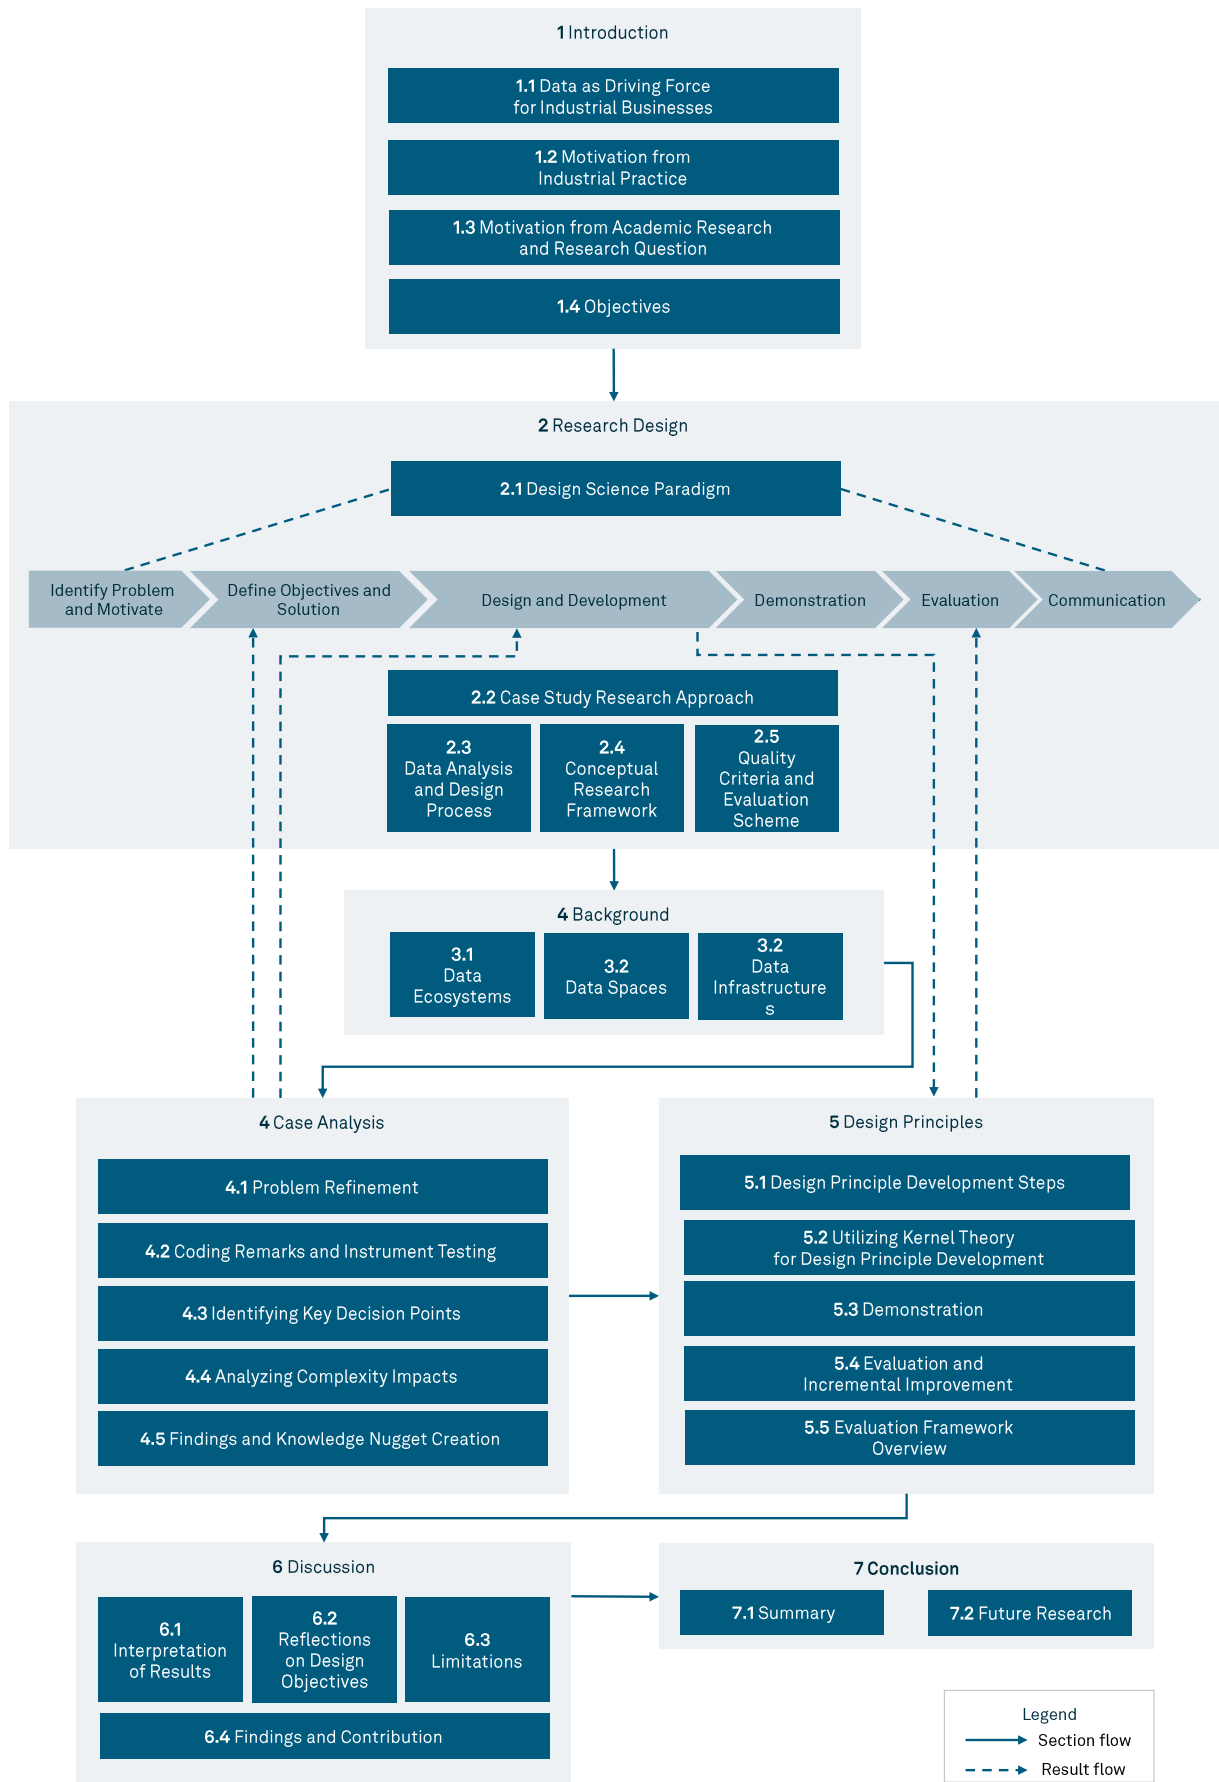 1 Introduction
1.1 Data as Driving Force
for Industrial Businesses
1.2 Motivation from
Industrial Practice
1.3 Motivation from Academic Research
and Research Question
1.4 Objectives
2 Research Design
2.1 Design Science Paradigm
Identify Problem
and Motivate
Define Objectives and
Solution
Design and Development
Demonstration
Evaluation
Communication
2.2 Case Study Research Approach
2.3
Data Analysis
and Design
Process
2.4
Conceptual
Research
Framework
2.5
Quality
Criteria and
Evaluation
Scheme
4 Background
3.1
Data
Ecosystems
3.2
Data Spaces
3.2
Data
Infrastructure
s
4 Case Analysis
4.1 Problem Refinement
4.2 Coding Remarks and Instrument Testing
4.3 Identifying Key Decision Points
4.4 Analyzing Complexity Impacts
4.5 Findings and Knowledge Nugget Creation
5 Design Principles
5.1 Design Principle Development Steps
5.2 Utilizing Kernel Theory
for Design Principle Development
5.3 Demonstration
5.4 Evaluation and
Incremental Improvement
5.5 Evaluation Framework
Overview
6 Discussion
6.1
Interpretation
of Results
6.2
Reflections
on Design
Objectives
6.3
Limitations
6.4 Findings and Contribution
7 Conclusion
7.1 Summary
7.2 Future Research
Legend
Section flow
Result flow